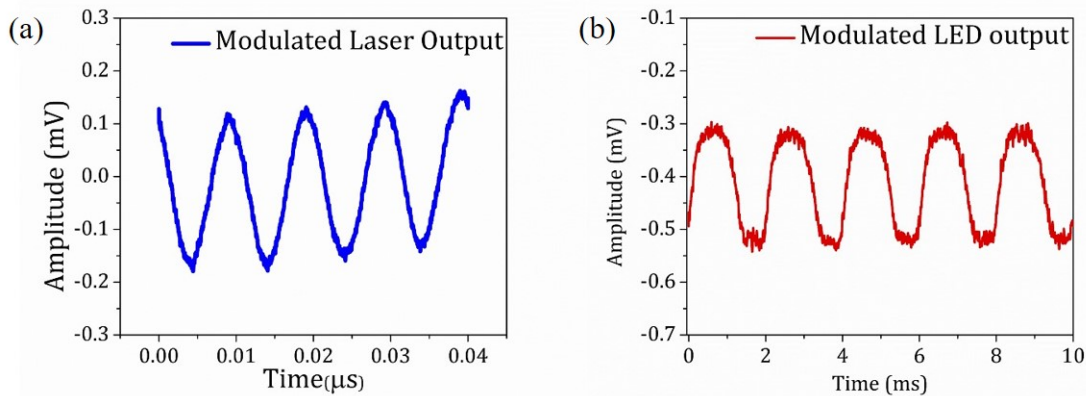 (a)
Modulated Laser Output
Amplitude (mV)
0.3
0.2
0.1
0.0
-0.1
-0.2
-0.3
0.00 0.01 0.02 0.03 0.04
Time(μs)
(b)
Modulated LED output
Amplitude (mV)
-0.1
-0.3
-0.4
-0.5
-0.6
-0.7
0 2 4 6 8 10
Time (ms)